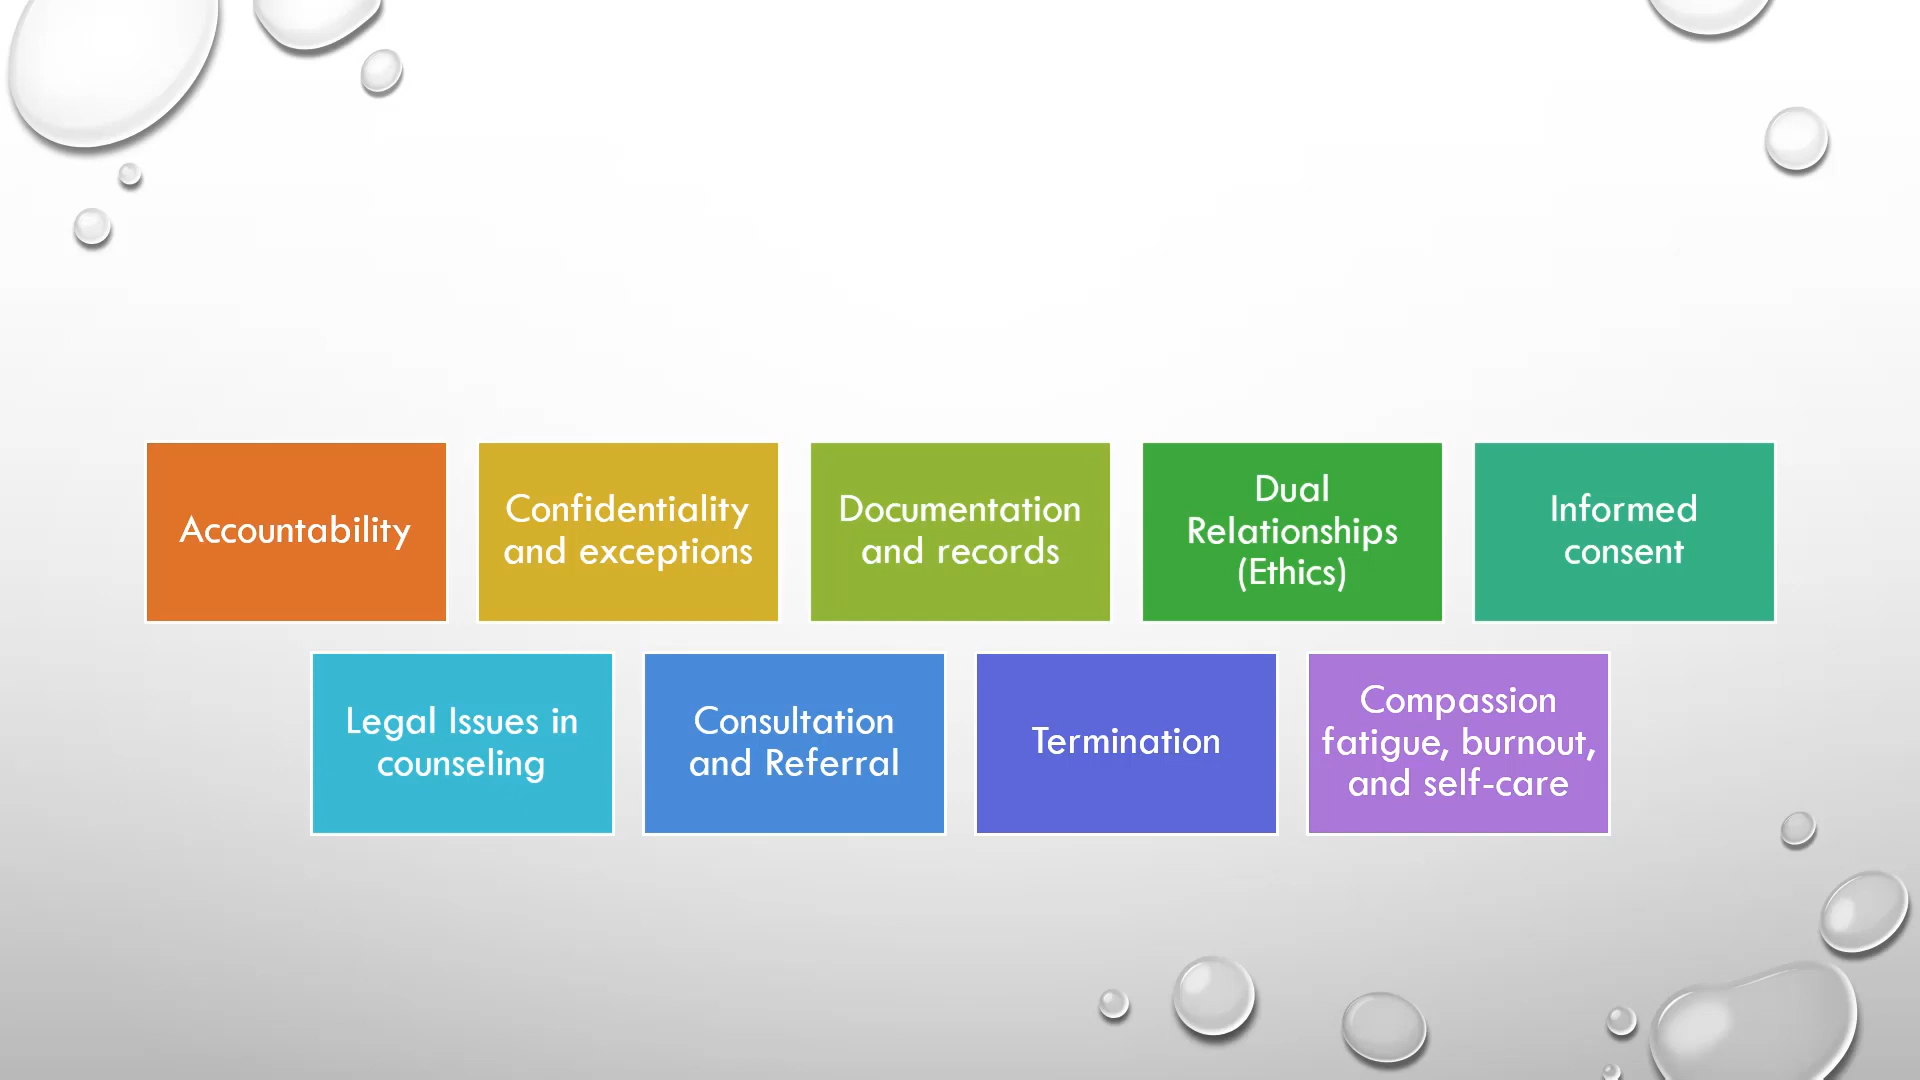 Accountability
Confidentiality
and exceptions
Documentation
and records
Dual
Relationships
(Ethics)
Informed
consent
Legal Issues in
counseling
Consultation
and Referral
Termination
Compassion
fatigue, burnout,
and self-care